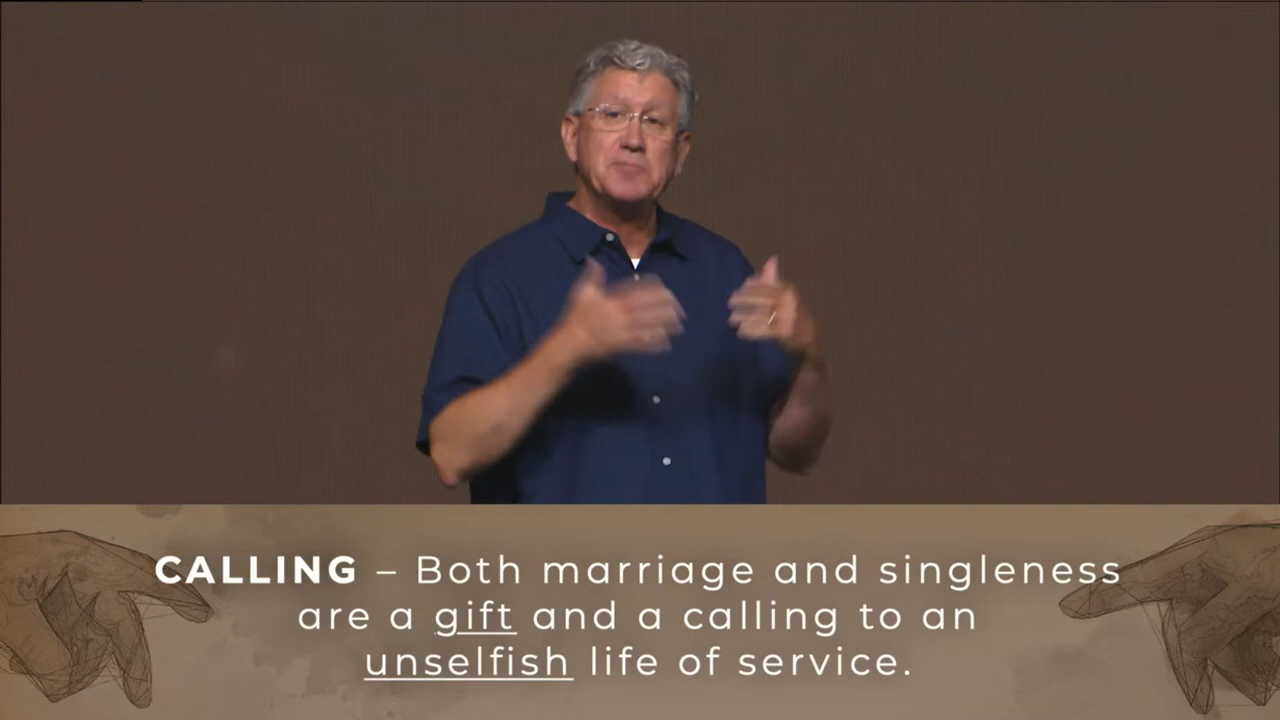 CALLING – Both marriage and singleness
are a gift and a calling to an
unselfish life of service.